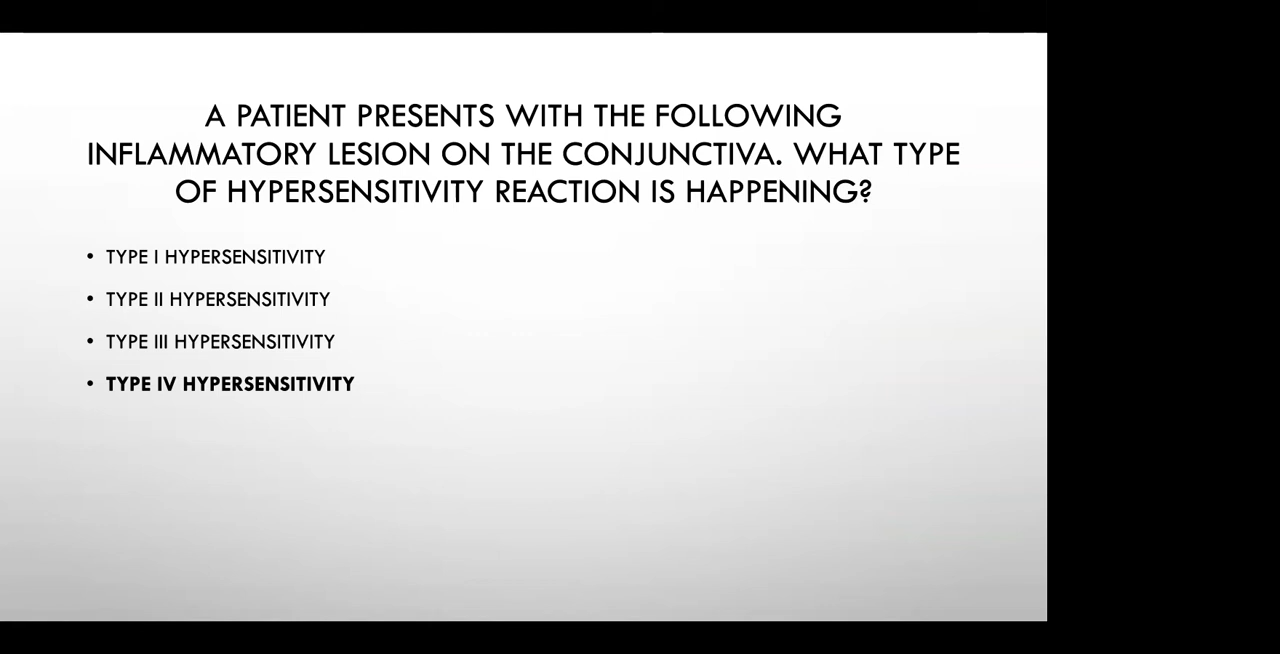 A PATIENT PRESENTS WITH THE FOLLOWING
INFLAMMATORY LESION ON THE CONJUNCTIVA. WHAT TYPE
OF HYPERSENSITIVITY REACTION IS HAPPENING?
• TYPE I HYPERSENSITIVITY
• TYPE II HYPERSENSITIVITY
• TYPE III HYPERSENSITIVITY
• TYPE IV HYPERSENSITIVITY